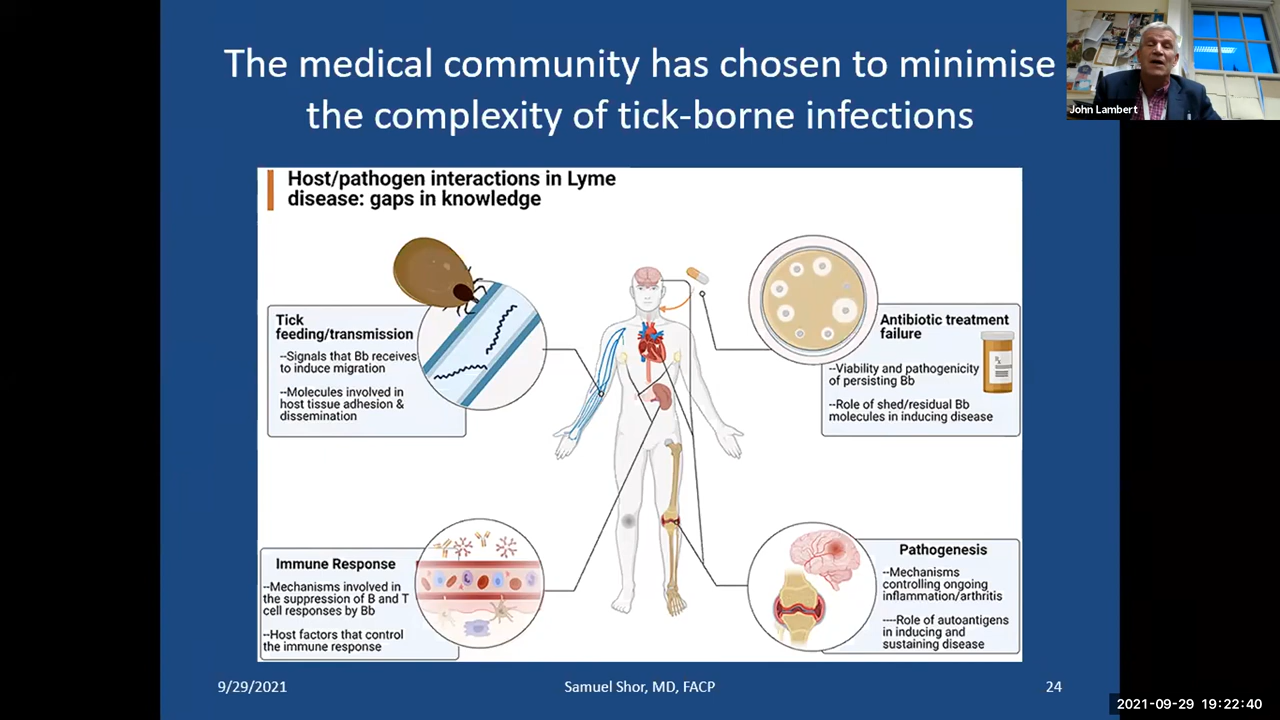 The medical community has chosen to minimise
the complexity of tick-borne infections
John Lambert
Host/pathogen interactions in Lyme
disease: gaps in knowledge
Tick
feeding/transmission
--Signals that Bb receives
to induce migration
--Molecules involved in
host tissue adhesion &
dissemination
Antibiotic treatment
failure
--Viability and pathogenicity
of persisting Bb
--Role of shed/residual Bb
molecules in inducing disease
Immune Response
--Mechanisms involved in
the suppression of B and T
cell responses by Bb
--Host factors that control
the immune response
Pathogenesis
--Mechanisms
controlling ongoing
inflammation/arthritis
----Role of autoantigens
in inducing and
sustaining disease
9/29/2021
Samuel Shor, MD, FACP
24
2021-09-29 19:22:40